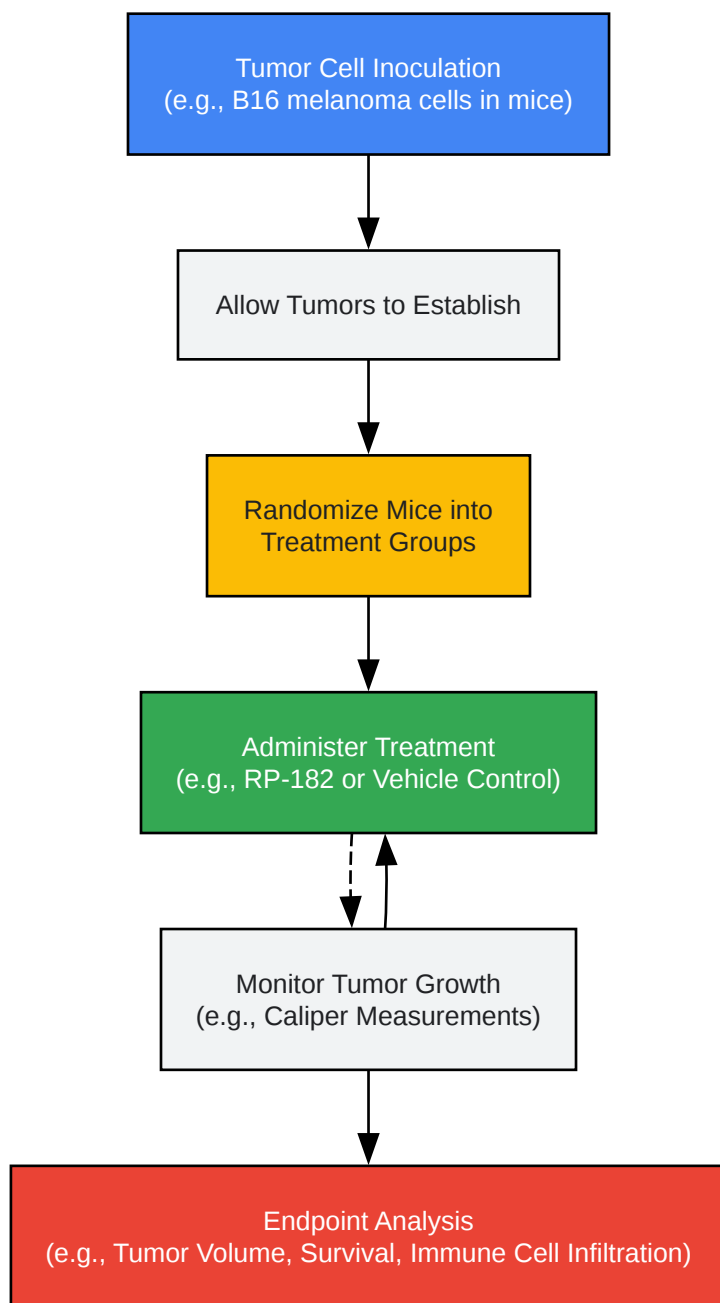 Tumor Cell Inoculation
(e.g., B16 melanoma cells in mice)
Allow Tumors to Establish
Randomize Mice into
Treatment Groups
Administer Treatment
(e.g., RP-182 or Vehicle Control)
Monitor Tumor Growth
(e.g., Caliper Measurements)
Endpoint Analysis
(e.g., Tumor Volume, Survival, Immune Cell Infiltration)